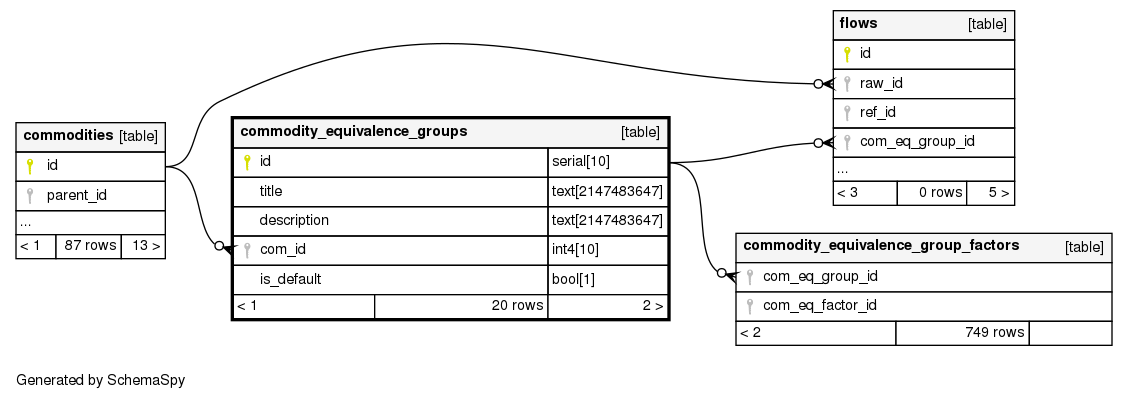 flows [table]
id
raw_id
ref_id
com_eq_group_id
...
< 3 0 rows 5 >
commodities [table]
id
parent_id
...
< 1 87 rows 13 >
commodity_equivalence_groups [table]
id serial[10]
title text[2147483647]
description text[2147483647]
com_id int4[10]
is_default bool[1]
< 1 20 rows 2 >
commodity_equivalence_group_factors [table]
com_eq_group_id
com_eq_factor_id
< 2 749 rows
Generated by SchemaSpy